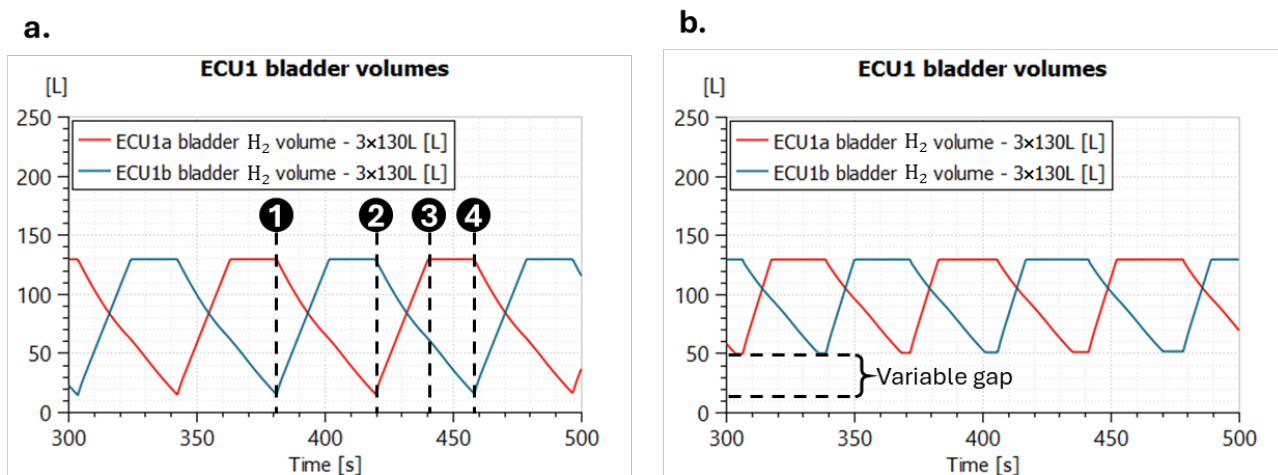 a.
ECU1 bladder volumes
[L]
250
200
150
100
50
0
ECU1a bladder H₂ volume - 3×130L [L]
ECU1b bladder H₂ volume - 3×130L [L]
1 2 3 4
300 350 400 450 500
Time [s]
b.
ECU1 bladder volumes
[L]
250
200
150
100
50
0
ECU1a bladder H₂ volume - 3×130L [L]
ECU1b bladder H₂ volume - 3×130L [L]
Variable gap
300 350 400 450 500
Time [s]